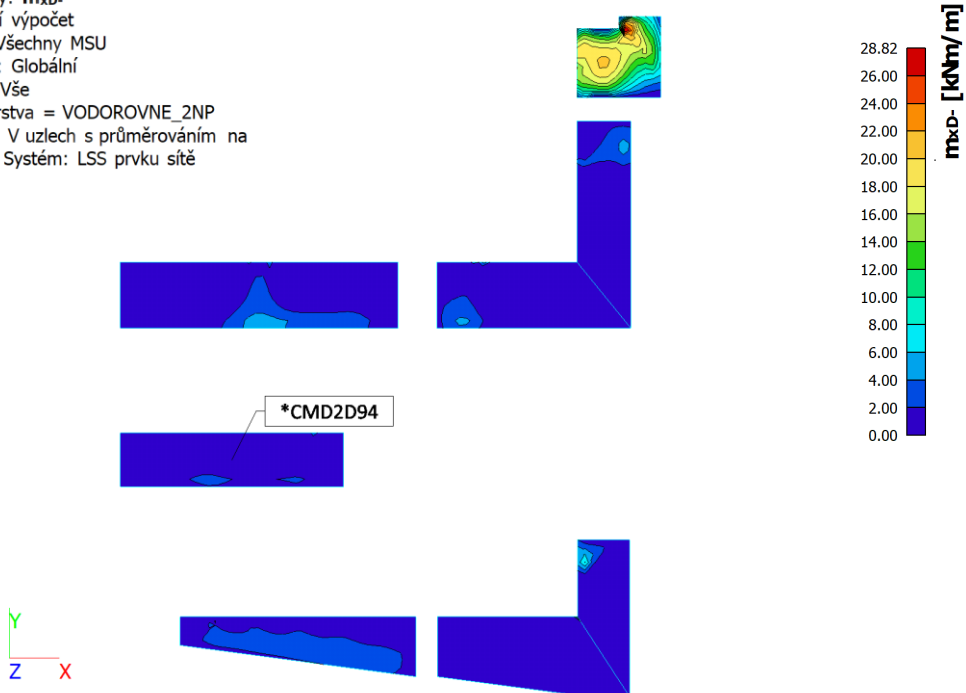 y: mxD-
í výpočet
Všechny MSU
: Globální
Vše
rstva = VODOROVNE_2NP
V uzlech s průměrováním na
Systém: LSS prvku sítě
28.82
26.00
24.00
22.00
20.00
18.00
16.00
14.00
12.00
10.00
8.00
6.00
4.00
2.00
0.00
mxD- [kNm/m]
*CMD2D94
Y
Z X